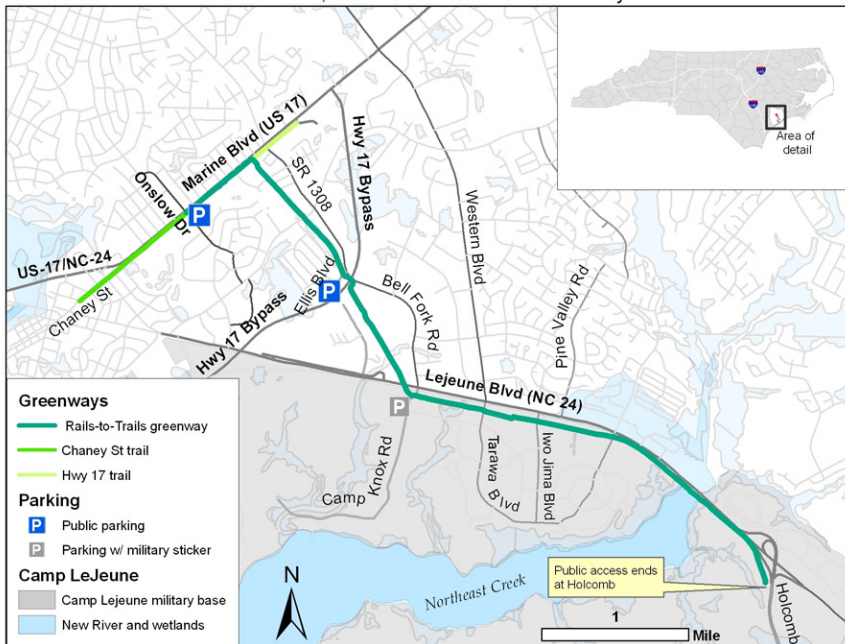 Area of
detail
Marine Blvd (US 17)
Hwy 17 Bypass
SR 1308
Onslow Dr
P
US-17/NC-24
Chaney St
Ellis Blvd
P
Hwy 17 Bypass
Bell Fork Rd
Western Blvd
Pine Valley Rd
Lejeune Blvd (NC 24)
P
Knox Rd
Camp
Tarawa Blvd
Iwo Jima Blvd
Public access ends
at Holcomb
Holcomb
Northeast Creek
N
1
Mile
Greenways
Rails-to-Trails greenway
Chaney St trail
Hwy 17 trail
Parking
P Public parking
P Parking w/ military sticker
Camp LeJeune
Camp Lejeune military base
New River and wetlands